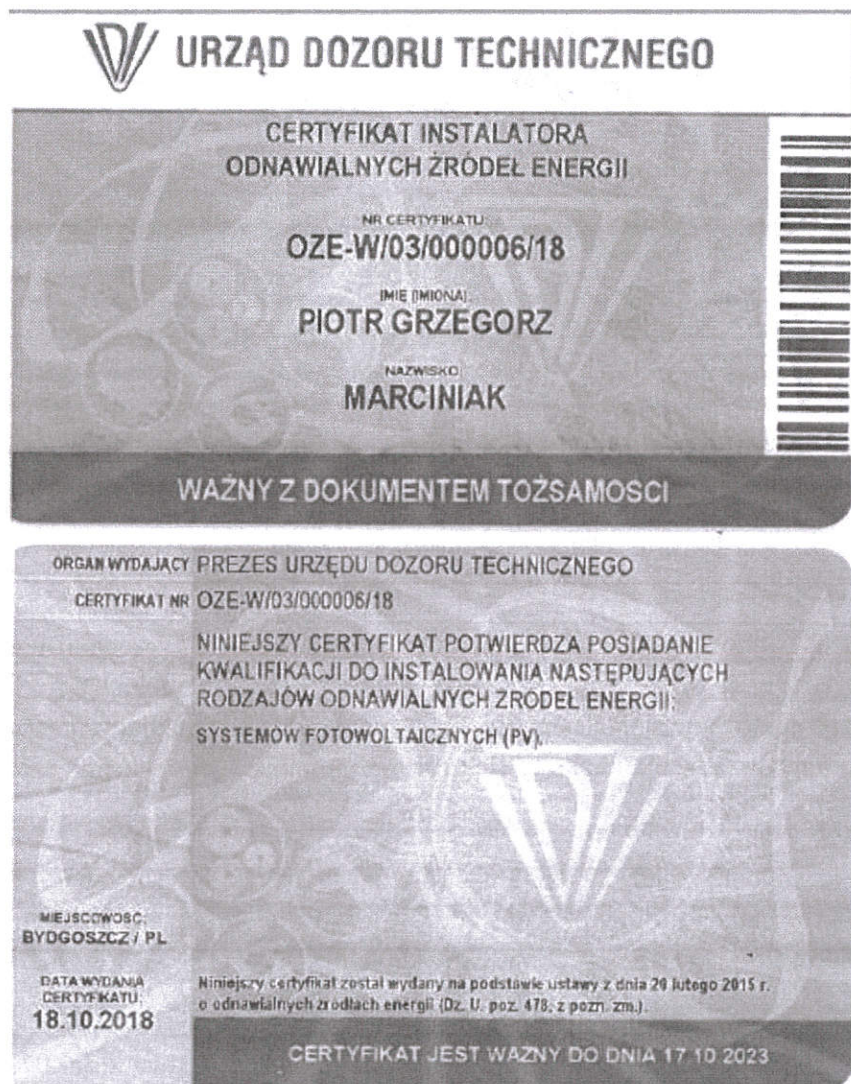 URZĄD DOZORU TECHNICZNEGO
CERTYFIKAT INSTALATORA
ODNAWIALNYCH ŹRÓDEŁ ENERGII
NR CERTYFIKATU:
OZE-W/03/000006/18
IMIĘ (IMIONA):
PIOTR GRZEGORZ
NAZWISKO:
MARCINIAK
WAŻNY Z DOKUMENTEM TOŻSAMOŚCI
ORGAN WYDAJĄCY PREZES URZĘDU DOZORU TECHNICZNEGO
CERTYFIKAT NR OZE-W/03/000006/18
NINIEJSZY CERTYFIKAT POTWIERDZA POSIADANIE
KWALIFIKACJI DO INSTALOWANIA NASTĘPUJĄCYCH
RODZAJÓW ODNAWIALNYCH ŹRÓDEŁ ENERGII:
SYSTEMÓW FOTOWOLTAICZNYCH (PV).
MIEJSCOWOŚĆ:
BYDGOSZCZ / PL
DATA WYDANIA
CERTYFIKATU:
18.10.2018
Niniejszy certyfikat został wydany na podstawie ustawy z dnia 20 lutego 2015 r.
o odnawialnych źródłach energii (Dz. U. poz. 478, z pozn. zm.).
CERTYFIKAT JEST WAŻNY DO DNIA 17.10.2023